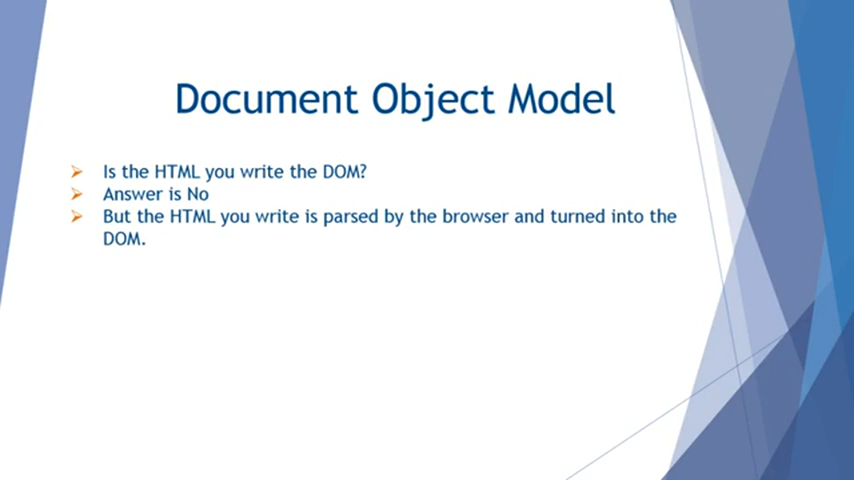 Document Object Model
Is the HTML you write the DOM?
Answer is No
But the HTML you write is parsed by the browser and turned into the
DOM.